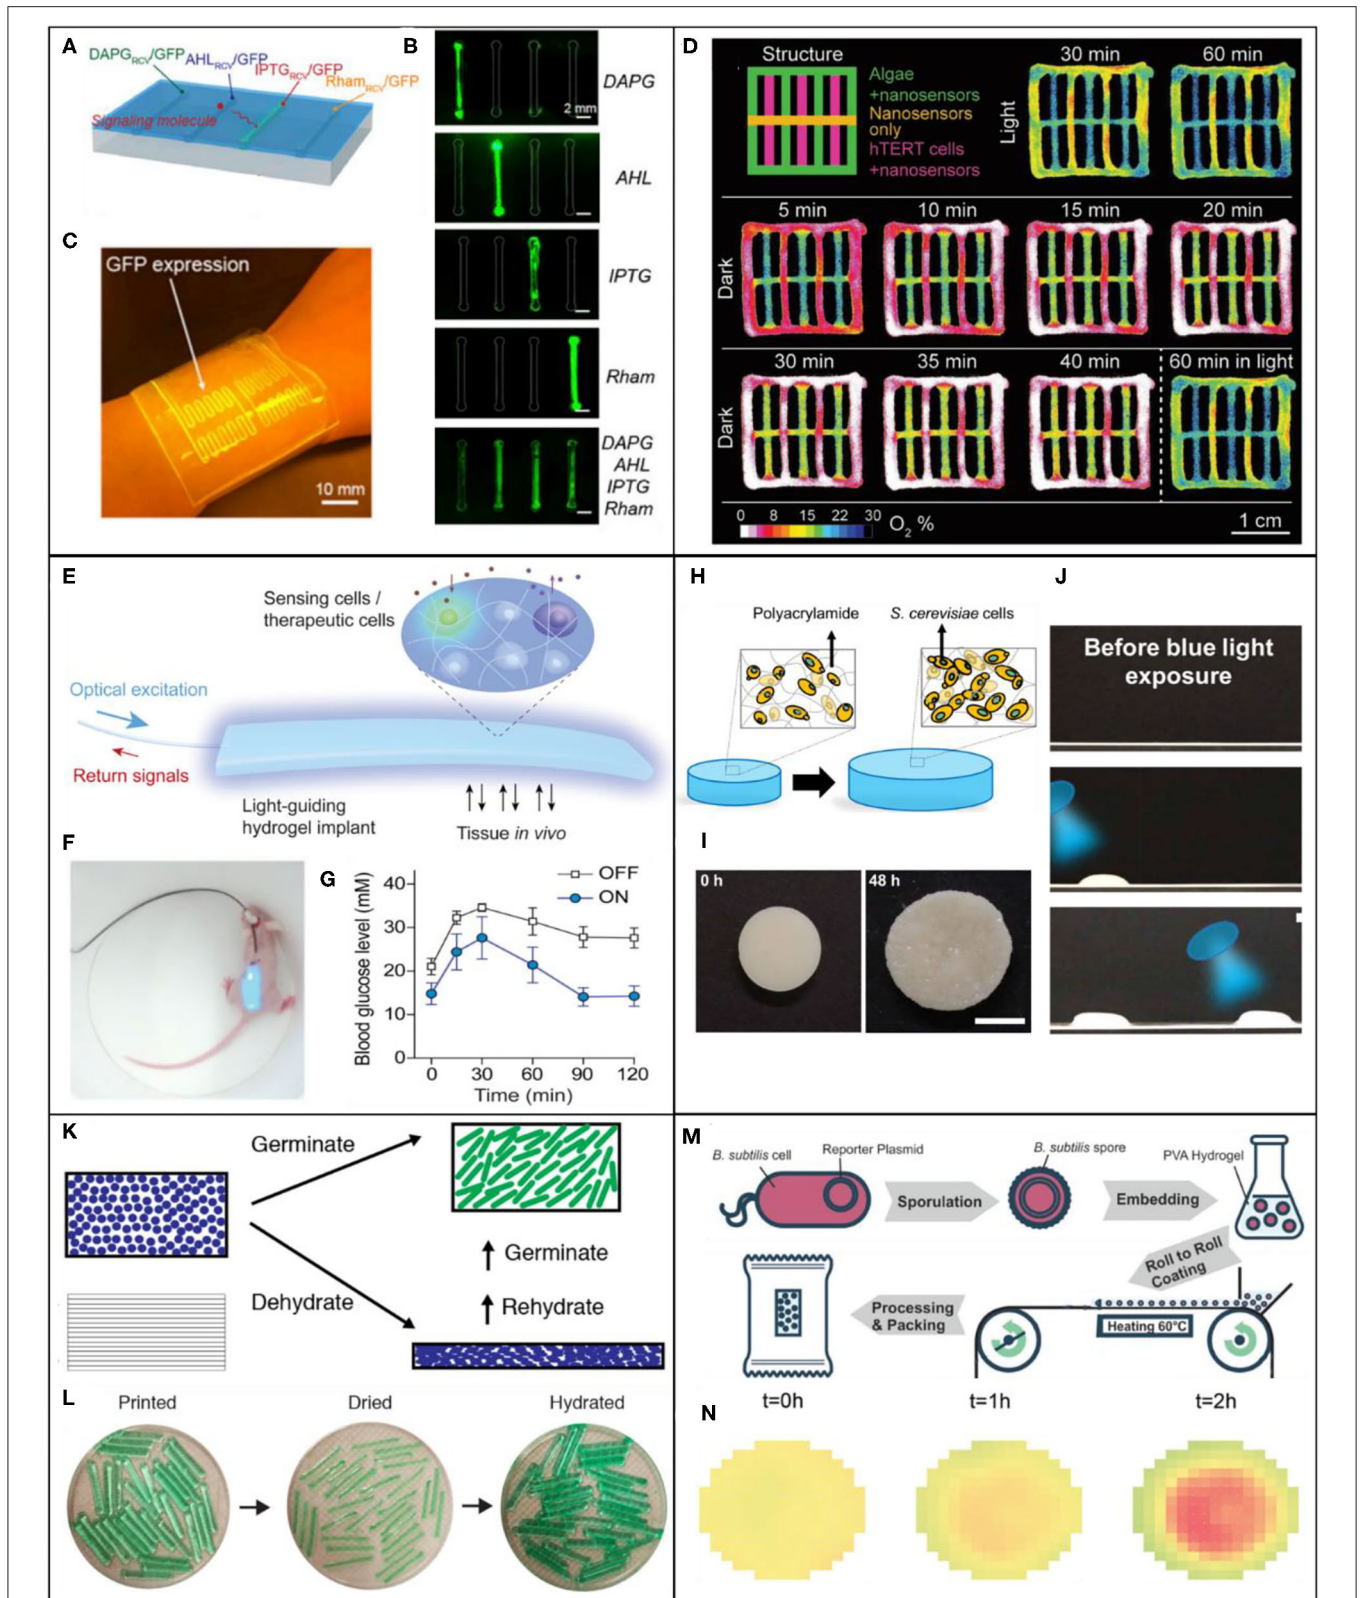 A
DAPG_RCV/GFP
AHL_RCV/GFP
IPTG_RCV/GFP
Rham_RCV/GFP
Signaling molecule
B
DAPG
2 mm
AHL
IPTG
Rham
DAPG
AHL
IPTG
Rham
C
GFP expression
10 mm
D
Structure
Algae
+nanosensors
Nanosensors
only
hTERT cells
+nanosensors
Light
30 min
60 min
Dark
5 min
10 min
15 min
20 min
Dark
30 min
35 min
40 min
60 min in light
0 8 15 22 30
O2 %
1 cm
E
Sensing cells /
therapeutic cells
Optical excitation
Return signals
Light-guiding
hydrogel implant
Tissue in vivo
F
G
OFF
ON
Blood glucose level (mM)
40
30
20
10
0
0 30 60 90 120
Time (min)
H
Polyacrylamide
S. cerevisiae cells
I
0 h
48 h
J
Before blue light
exposure
K
Germinate
Germinate
Rehydrate
Dehydrate
L
Printed
Dried
Hydrated
M
B. subtilis cell
Reporter Plasmid
Sporulation
B. subtilis spore
Embedding
PVA Hydrogel
Roll to Roll
Coating
Heating 60°C
Processing
& Packing
N
t=0h
t=1h
t=2h